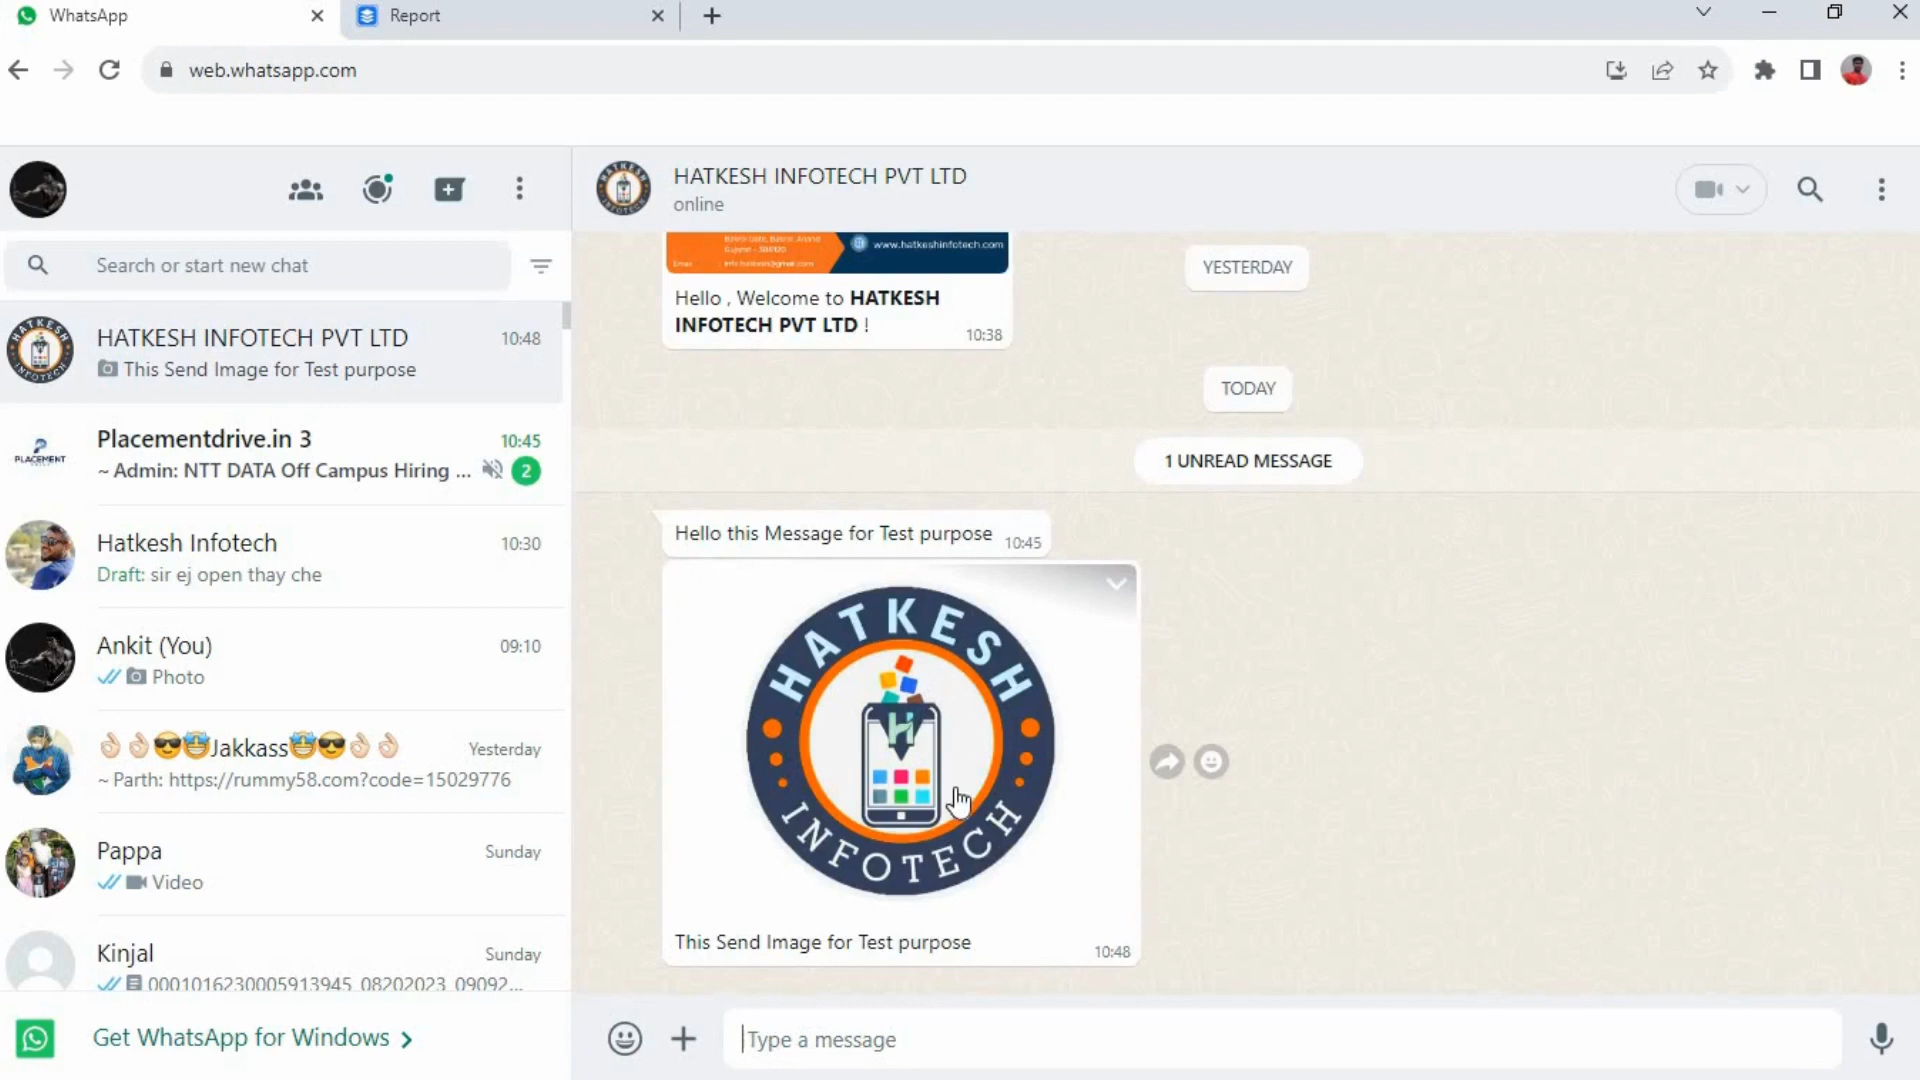 WhatsApp
Report
web.whatsapp.com
Search or start new chat
HATKESH INFOTECH PVT LTD
10:48
This Send Image for Test purpose
PLACEMENT
Placementdrive.in 3
10:45
~ Admin: NTT DATA Off Campus Hiring ...
2
Hatkesh Infotech
10:30
Draft: sir ej open thay che
Ankit (You)
09:10
Photo
👌🏻👌🏻😎🤩Jakkass🤩😎👌🏻👌🏻
Yesterday
~ Parth: https://rummy58.com?code=15029776
Pappa
Sunday
Video
Kinjal
Sunday
0001016230005913945_08202023_09092...
Get WhatsApp for Windows
HATKESH INFOTECH PVT LTD
online
Gujarat - 388120
www.hatkeshinfotech.com
Hello , Welcome to HATKESH
INFOTECH PVT LTD !
10:38
YESTERDAY
TODAY
1 UNREAD MESSAGE
Hello this Message for Test purpose
10:45
HATKESH
H
INFOTECH
This Send Image for Test purpose
10:48
Type a message